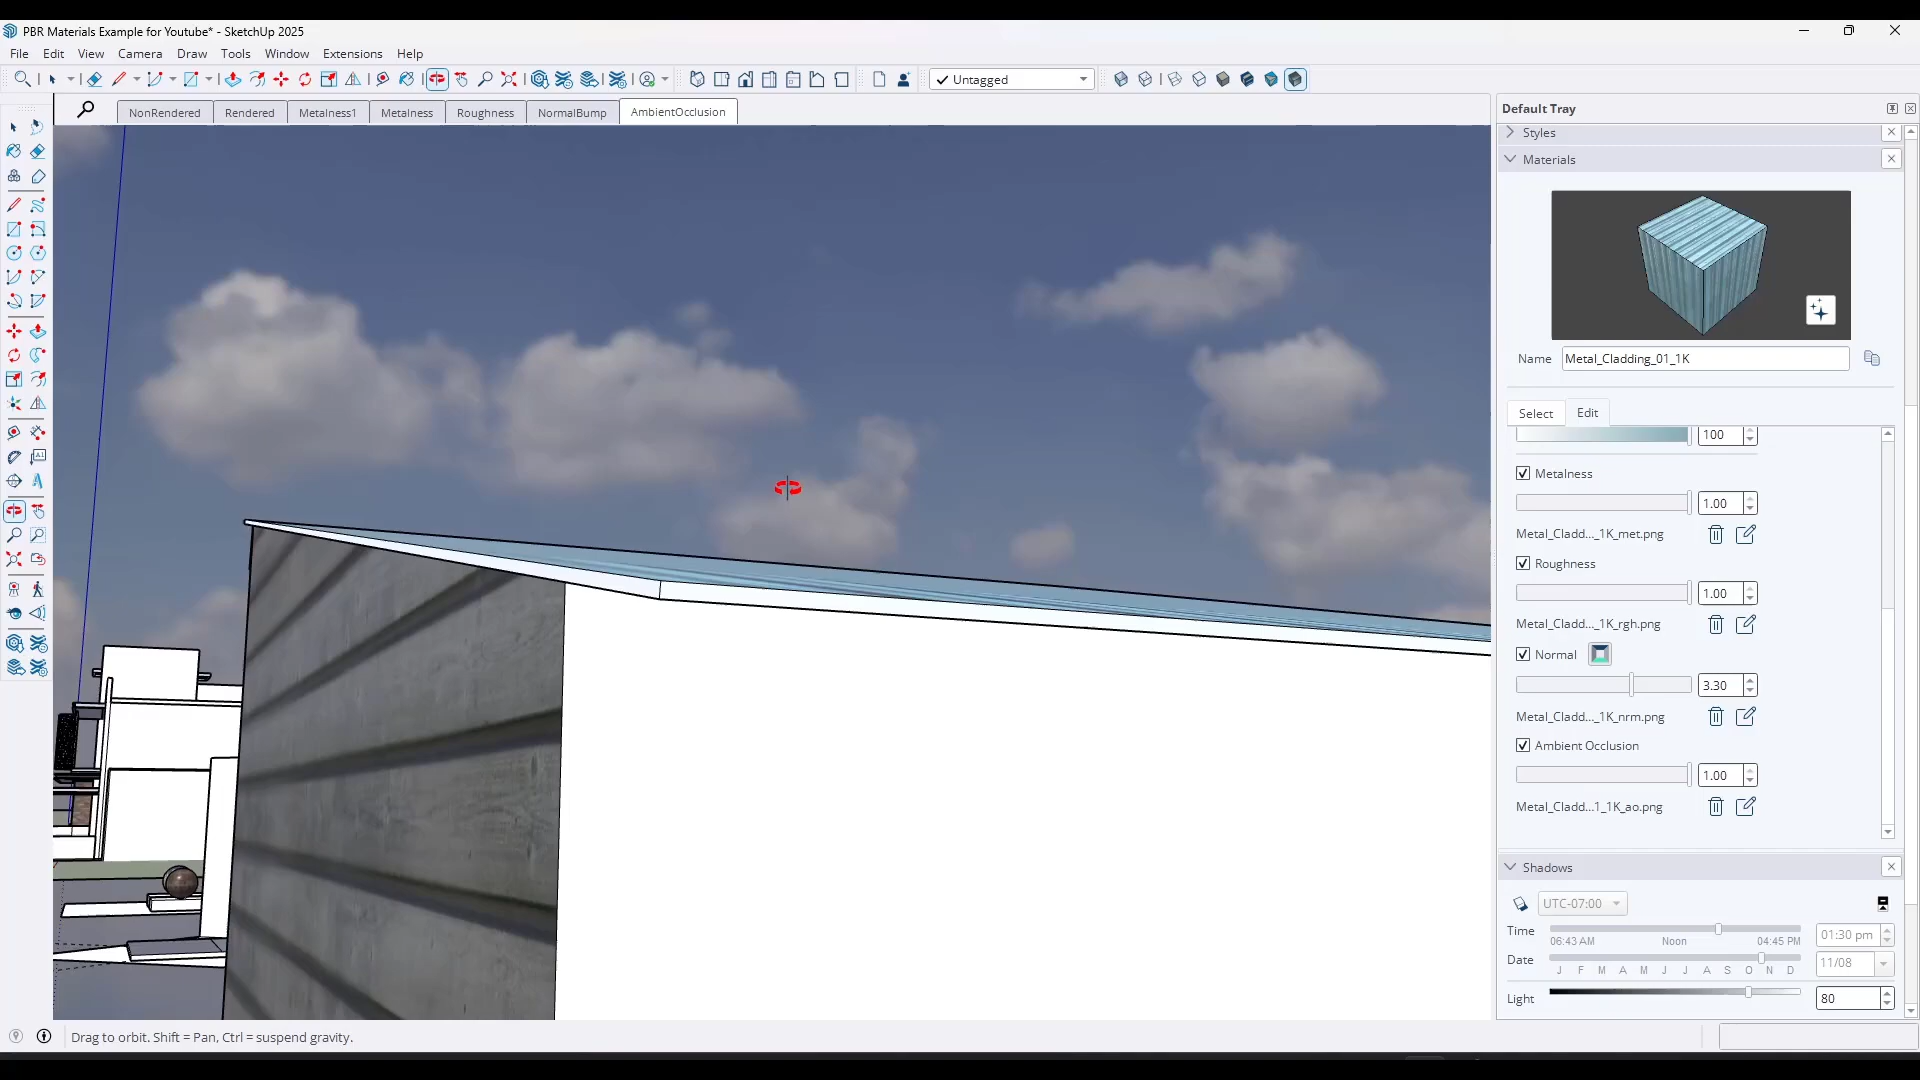 PBR Materials Example for Youtube* - SketchUp 2025
File Edit View Camera Draw Tools Window Extensions Help
Untagged
NonRendered Rendered Metalness1 Metalness Roughness NormalBump AmbientOcclusion
Default Tray
Styles
Materials
Name Metal_Cladding_01_1K
Select Edit
100
Metalness
1.00
Metal_Cladd..._1K_met.png
Roughness
1.00
Metal_Cladd..._1K_rgh.png
Normal
3.30
Metal_Cladd..._1K_nrm.png
Ambient Occlusion
1.00
Metal_Cladd...1_1K_ao.png
Shadows
UTC-07:00
Time 01:30 pm
06:43 AM Noon 04:45 PM
Date 11/08
J F M A M J J A S O N D
Light 80
Drag to orbit. Shift = Pan, Ctrl = suspend gravity.